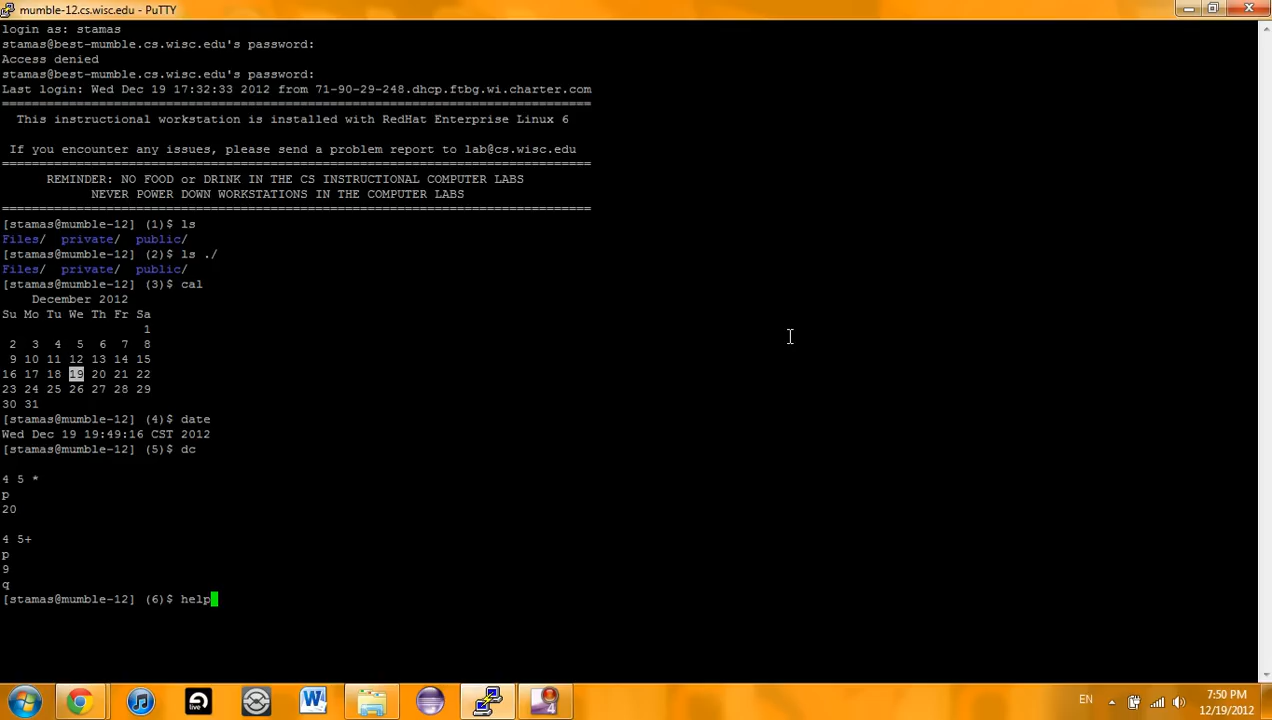 mumble-12.cs.wisc.edu - PuTTY
login as: stamas
stamas@best-mumble.cs.wisc.edu's password:
Access denied
stamas@best-mumble.cs.wisc.edu's password:
Last login: Wed Dec 19 17:32:33 2012 from 71-90-29-248.dhcp.ftbg.wi.charter.com
===============================================================================
  This instructional workstation is installed with RedHat Enterprise Linux 6
 If you encounter any issues, please send a problem report to lab@cs.wisc.edu
===============================================================================
      REMINDER: NO FOOD or DRINK IN THE CS INSTRUCTIONAL COMPUTER LABS
            NEVER POWER DOWN WORKSTATIONS IN THE COMPUTER LABS
===============================================================================
[stamas@mumble-12] (1)$ ls
Files/  private/  public/
[stamas@mumble-12] (2)$ ls ./
Files/  private/  public/
[stamas@mumble-12] (3)$ cal
    December 2012
Su Mo Tu We Th Fr Sa
                   1
 2  3  4  5  6  7  8
 9 10 11 12 13 14 15
16 17 18 19 20 21 22
23 24 25 26 27 28 29
30 31
[stamas@mumble-12] (4)$ date
Wed Dec 19 19:49:16 CST 2012
[stamas@mumble-12] (5)$ dc
4 5 *
p
20
4 5+
p
9
q
[stamas@mumble-12] (6)$ help
W
4
EN
7:50 PM
12/19/2012